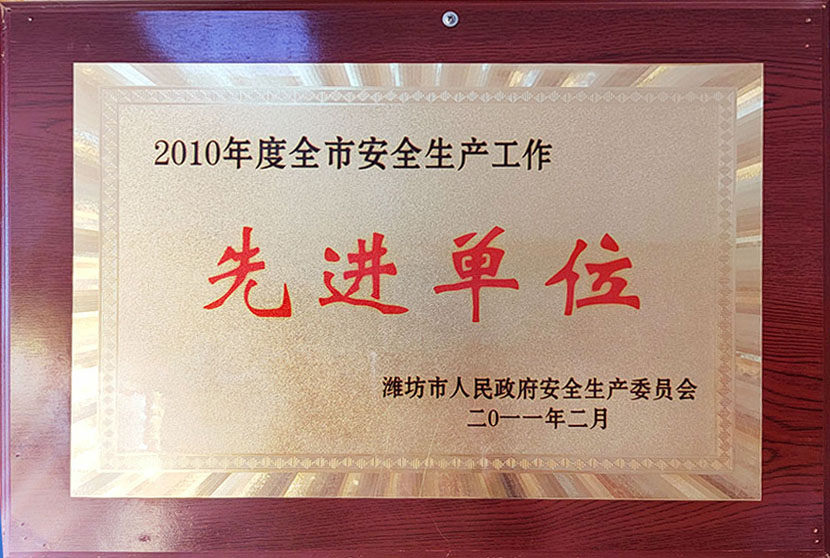 2010年度全市安全生产工作
先进单位
潍坊市人民政府安全生产委员会
二0一一年二月